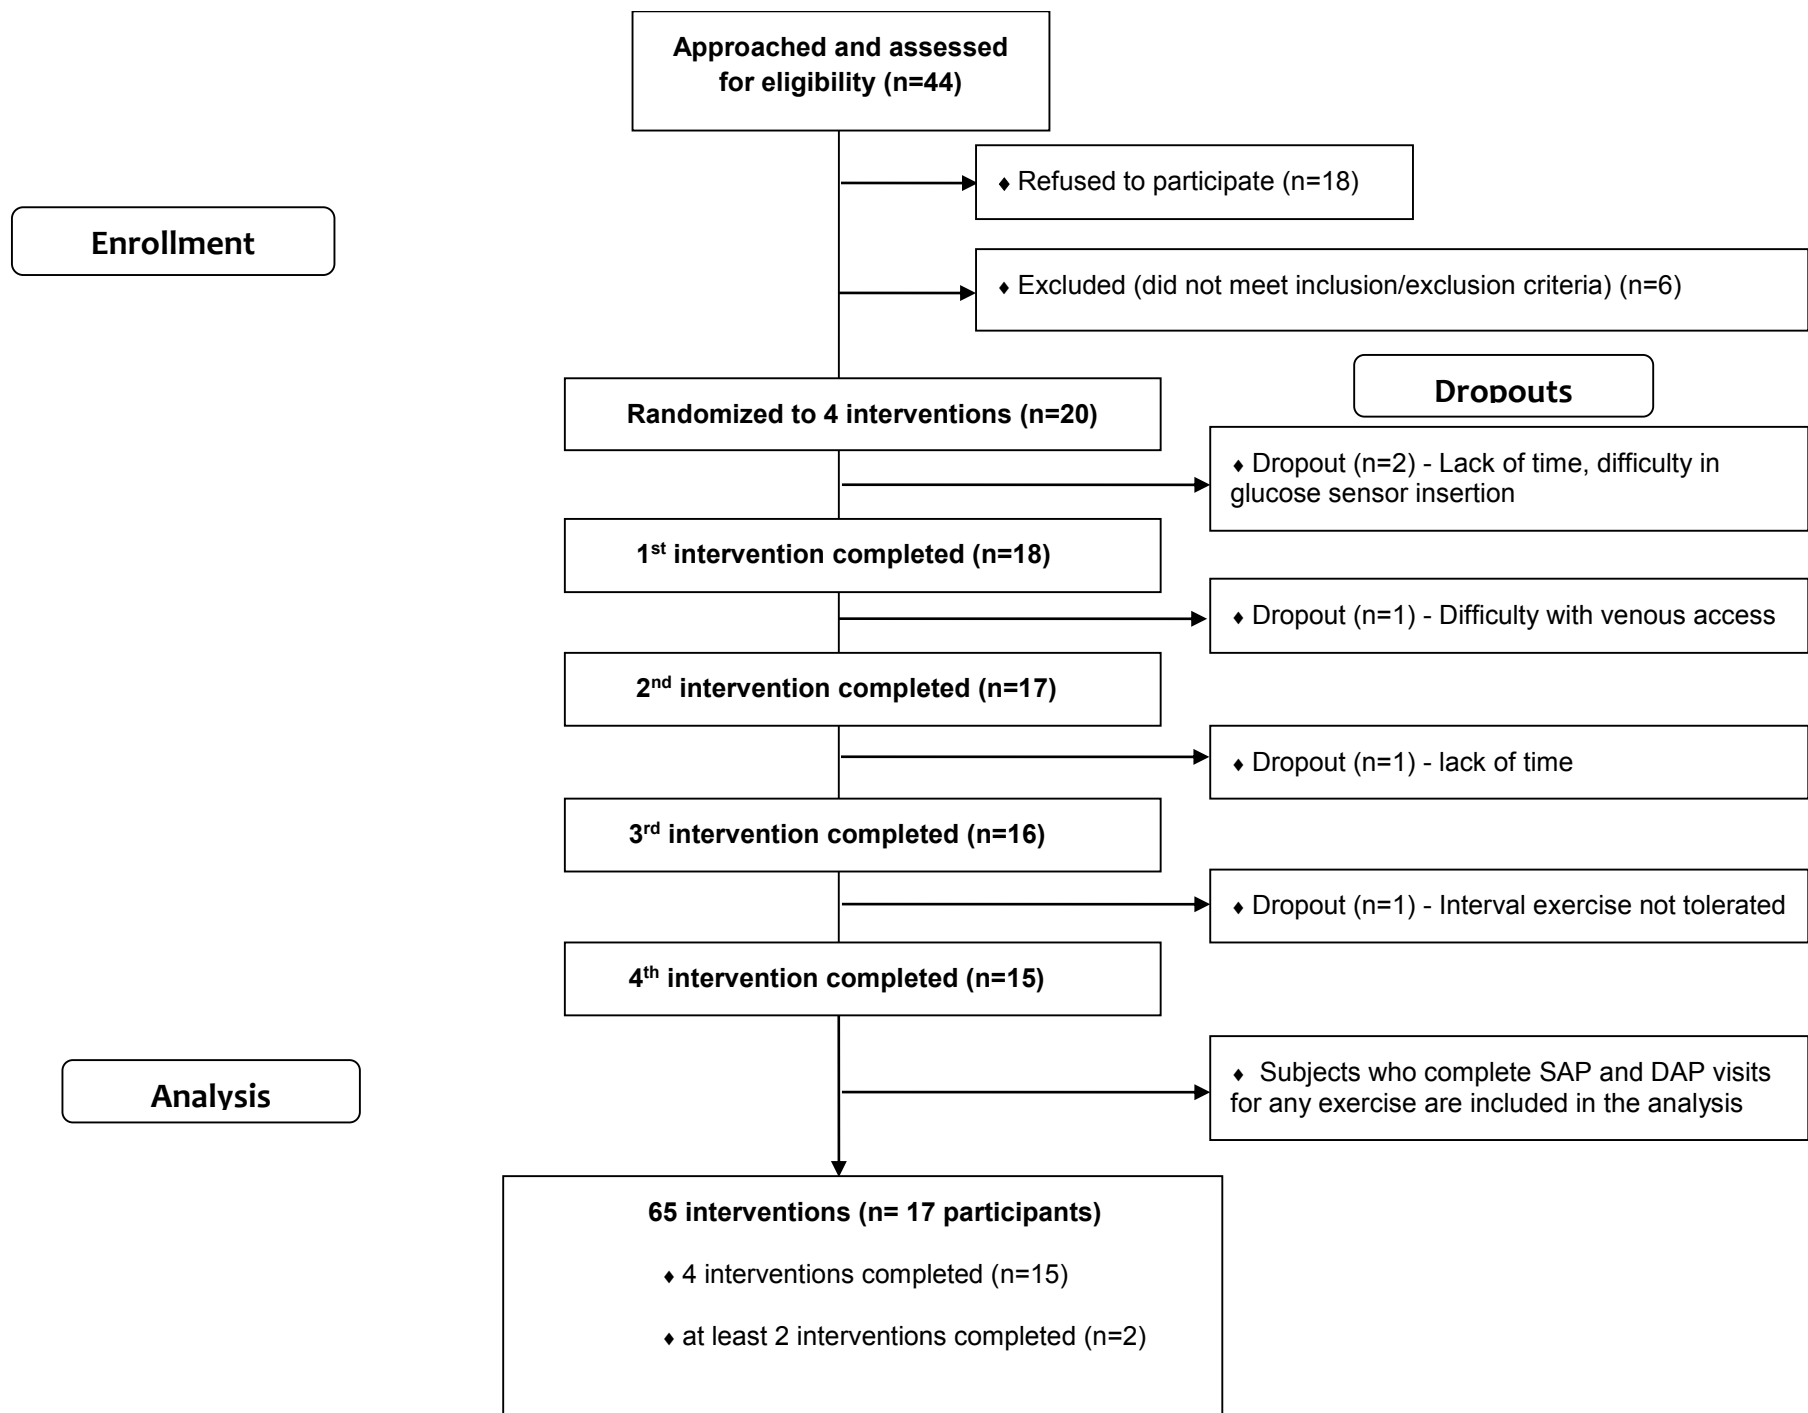 Approached and assessed
for eligibility (n=44)
♦ Refused to participate (n=18)
Enrollment
♦ Excluded (did not meet inclusion/exclusion criteria) (n=6)
Dropouts
Randomized to 4 interventions (n=20)
♦ Dropout (n=2) - Lack of time, difficulty in
glucose sensor insertion
1st intervention completed (n=18)
♦ Dropout (n=1) - Difficulty with venous access
2nd intervention completed (n=17)
♦ Dropout (n=1) - lack of time
3rd intervention completed (n=16)
♦ Dropout (n=1) - Interval exercise not tolerated
4th intervention completed (n=15)
♦ Subjects who complete SAP and DAP visits
for any exercise are included in the analysis
Analysis
65 interventions (n= 17 participants)
♦ 4 interventions completed (n=15)
♦ at least 2 interventions completed (n=2)